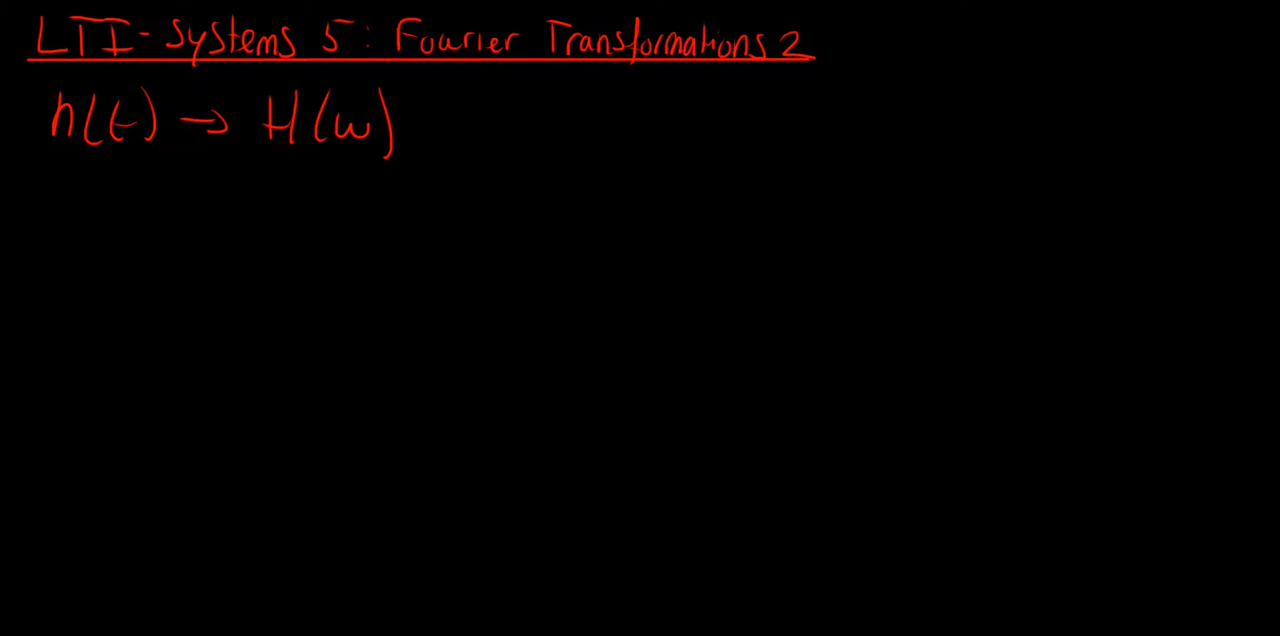 LTI-Systems 5: Fourier Transformations 2
h(t) → H(ω)